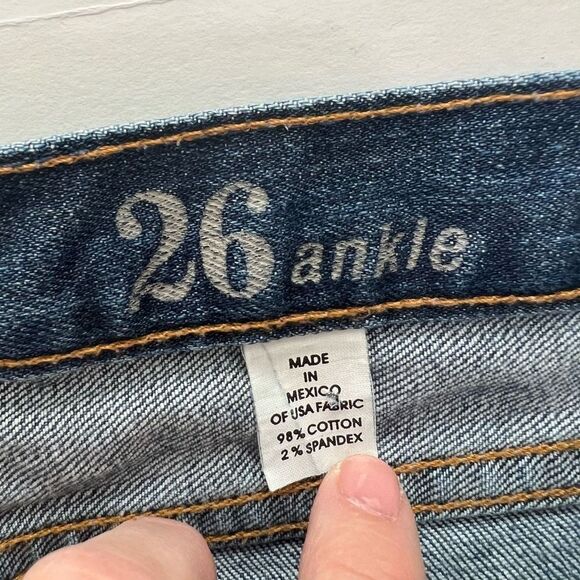 26 ankle
MADE
IN
MEXICO
OF USA FABRIC
98% COTTON
2% SPANDEX